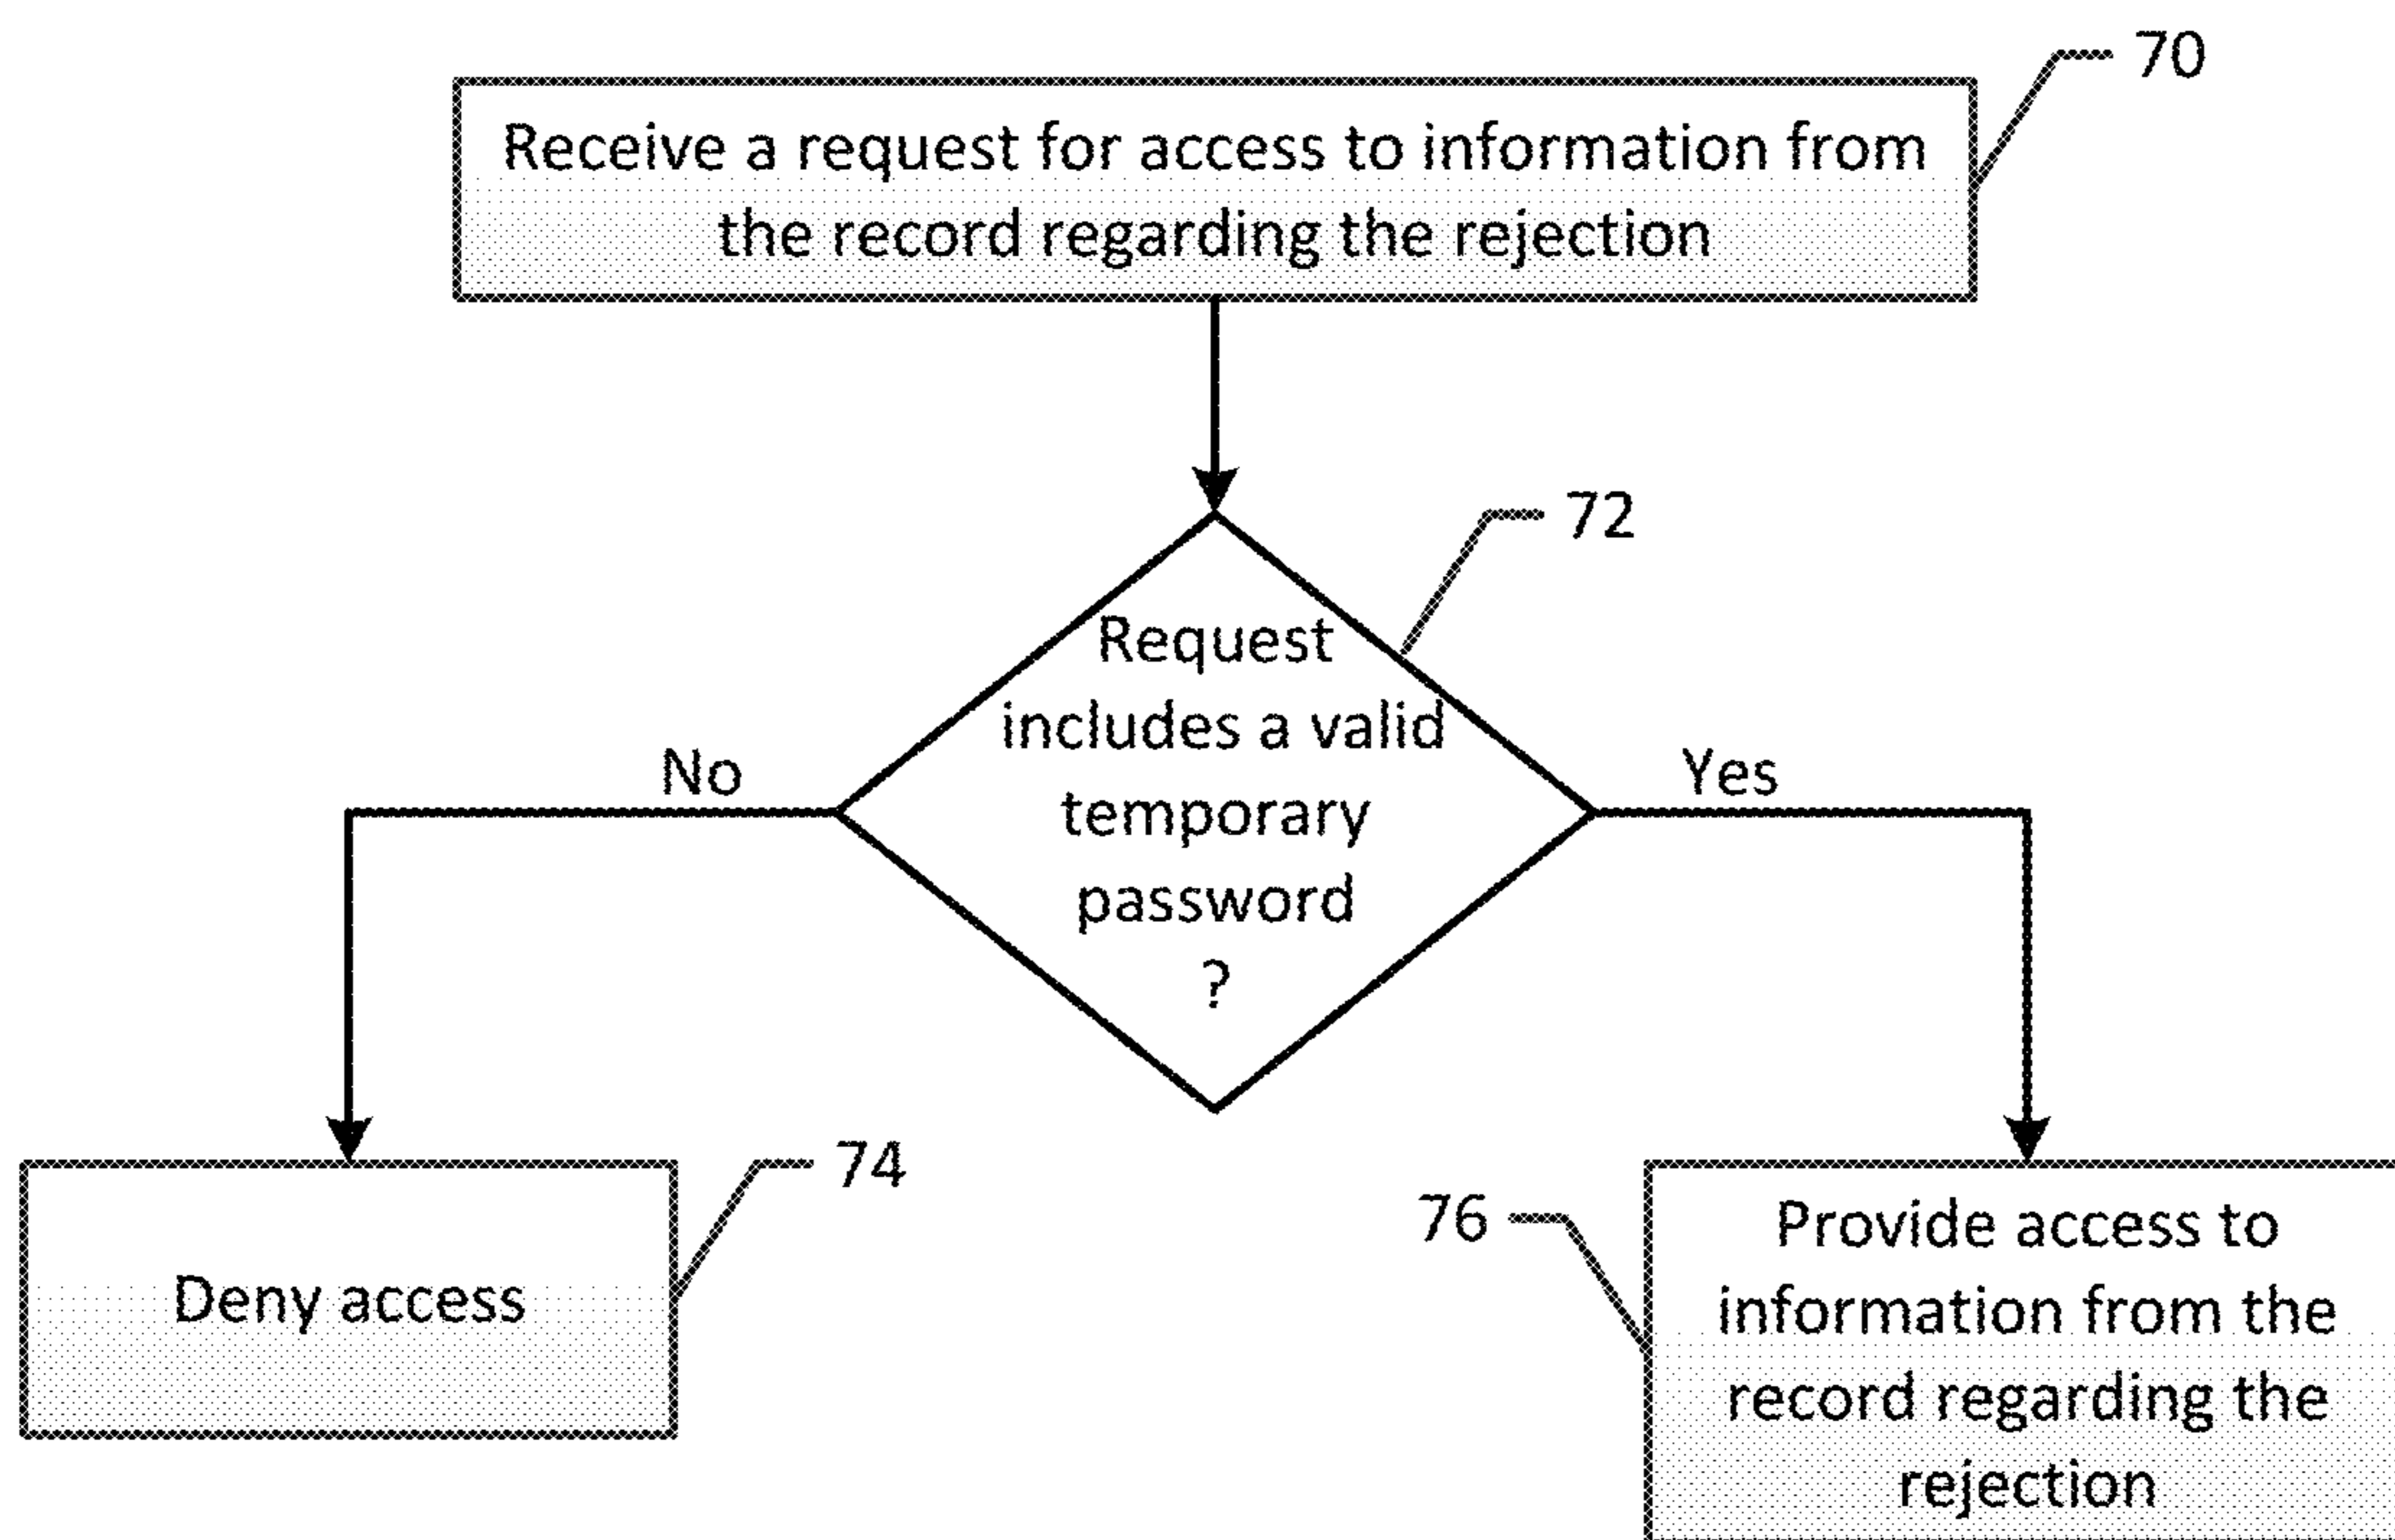 70
Receive a request for access to information from
the record regarding the rejection
72
Request
includes a valid
temporary
password
?
No
Yes
74
Deny access
76
Provide access to
information from the
record regarding the
rejection